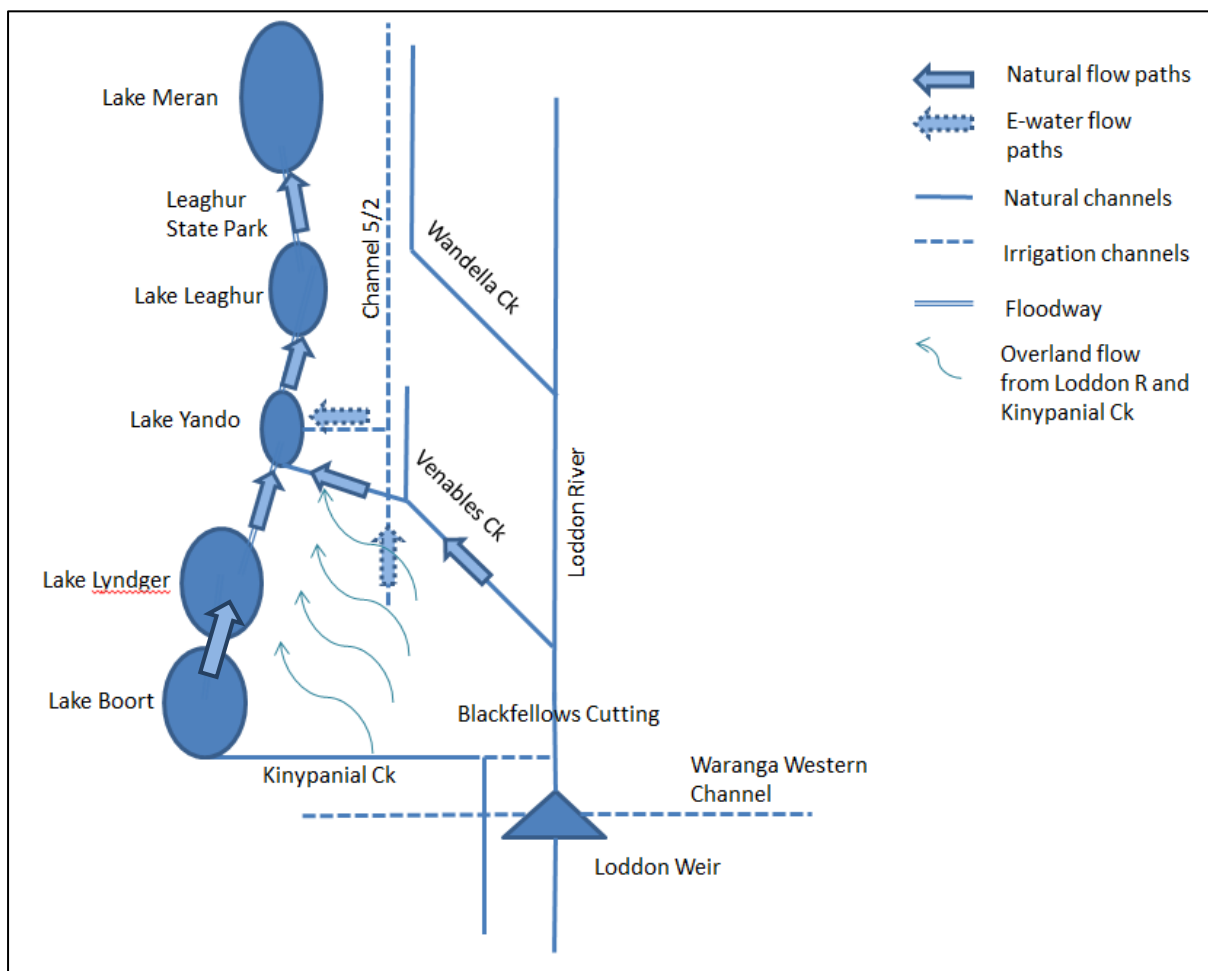 Lake Meran
Leaghur
State Park
Lake Leaghur
Lake Yando
Lake Lyndger
Lake Boort
Channel 5/2
Wandella Ck
Venables Ck
Loddon River
Blackfellows Cutting
Kinypanial Ck
Waranga Western
Channel
Loddon Weir
Natural flow paths
E-water flow
paths
Natural channels
Irrigation channels
Floodway
Overland flow
from Loddon R and
Kinypanial Ck